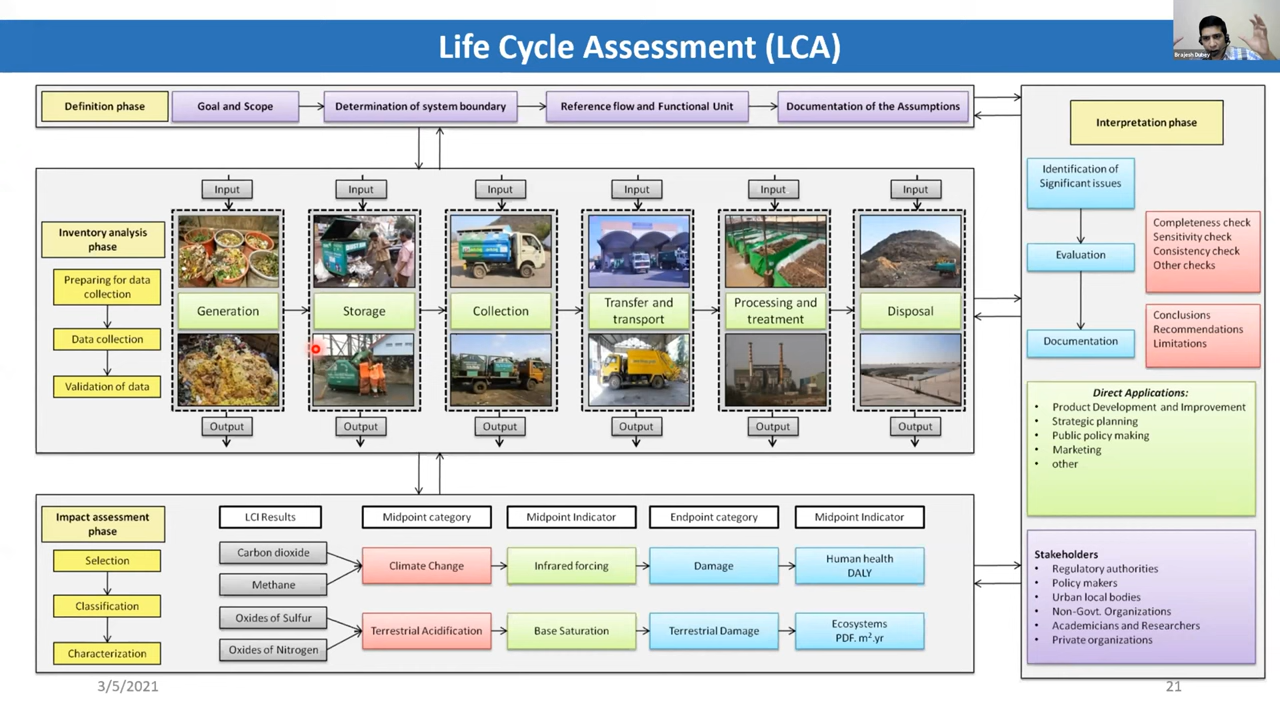 Life Cycle Assessment (LCA)
Brajesh Dubey
Definition phase
Goal and Scope
Determination of system boundary
Reference flow and Functional Unit
Documentation of the Assumptions
Inventory analysis
phase
Preparing for data
collection
Data collection
Validation of data
Input
Input
Input
Input
Input
Input
Generation
Storage
Collection
Transfer and
transport
Processing and
treatment
Disposal
Output
Output
Output
Output
Output
Output
Impact assessment
phase
Selection
Classification
Characterization
LCI Results
Midpoint category
Midpoint Indicator
Endpoint category
Midpoint Indicator
Carbon dioxide
Methane
Climate Change
Infrared forcing
Damage
Human health
DALY
Oxides of Sulfur
Oxides of Nitrogen
Terrestrial Acidification
Base Saturation
Terrestrial Damage
Ecosystems
PDF. m².yr
Interpretation phase
Identification of
Significant issues
Evaluation
Documentation
Completeness check
Sensitivity check
Consistency check
Other checks
Conclusions
Recommendations
Limitations
Direct Applications:
• Product Development and Improvement
• Strategic planning
• Public policy making
• Marketing
• other
Stakeholders
• Regulatory authorities
• Policy makers
• Urban local bodies
• Non-Govt. Organizations
• Academicians and Researchers
• Private organizations
3/5/2021
21